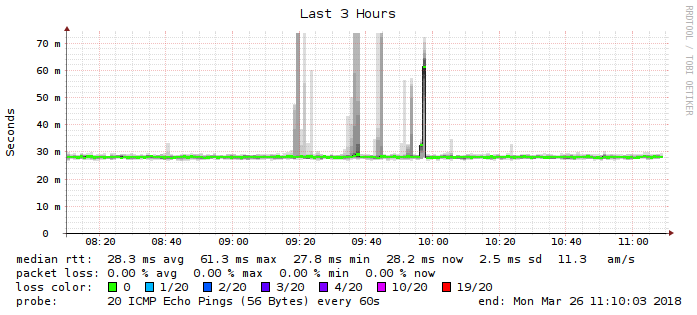 Last 3 Hours
RRDTOOL / TOBI OETIKER
Seconds
70 m
60 m
50 m
40 m
30 m
20 m
10 m
0
08:20 08:40 09:00 09:20 09:40 10:00 10:20 10:40 11:00
median rtt: 28.3 ms avg 61.3 ms max 27.8 ms min 28.2 ms now 2.5 ms sd 11.3 am/s
packet loss: 0.00 % avg 0.00 % max 0.00 % min 0.00 % now
loss color: 0 1/20 2/20 3/20 4/20 10/20 19/20
probe: 20 ICMP Echo Pings (56 Bytes) every 60s end: Mon Mar 26 11:10:03 2018